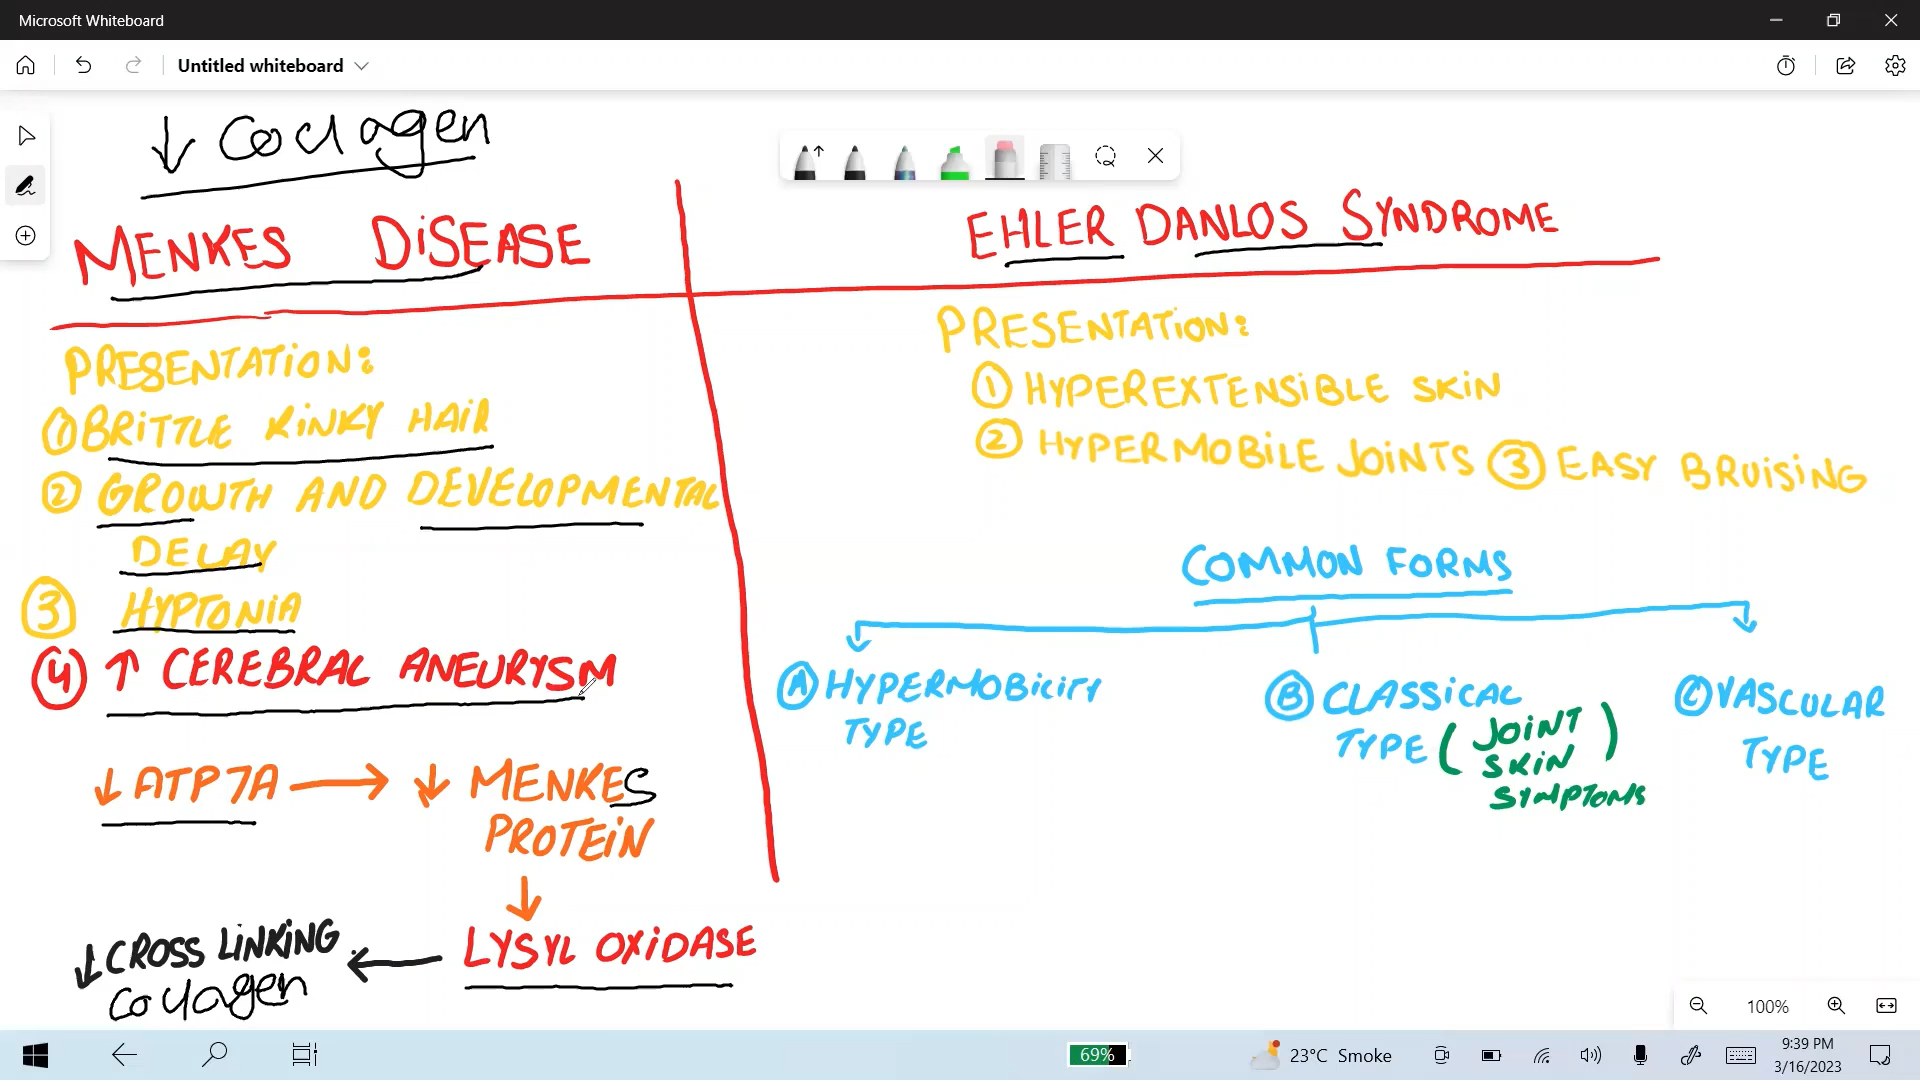 Microsoft Whiteboard
Untitled whiteboard
↓ Collagen
MENKES DISEASE
PRESENTATION:
① BRITTLE KINKY HAIR
② GROWTH AND DEVELOPMENTAL
DELAY
③ HYPTONIA
④ ↑ CEREBRAL ANEURYSM
↓ ATP7A → ↓ MENKES
PROTEIN
↓
LYSYL OXIDASE
← 
↓ CROSS LINKING
Collagen
EHLER DANLOS SYNDROME
PRESENTATION:
① HYPEREXTENSIBLE SKIN
② HYPERMOBILE JOINTS ③ EASY BRUISING
COMMON FORMS
Ⓐ HYPERMOBILITY
TYPE
Ⓑ CLASSICAL
TYPE (JOINT
SKIN)
SYMPTOMS
Ⓒ VASCULAR
TYPE
100%
69%
23°C Smoke
9:39 PM
3/16/2023